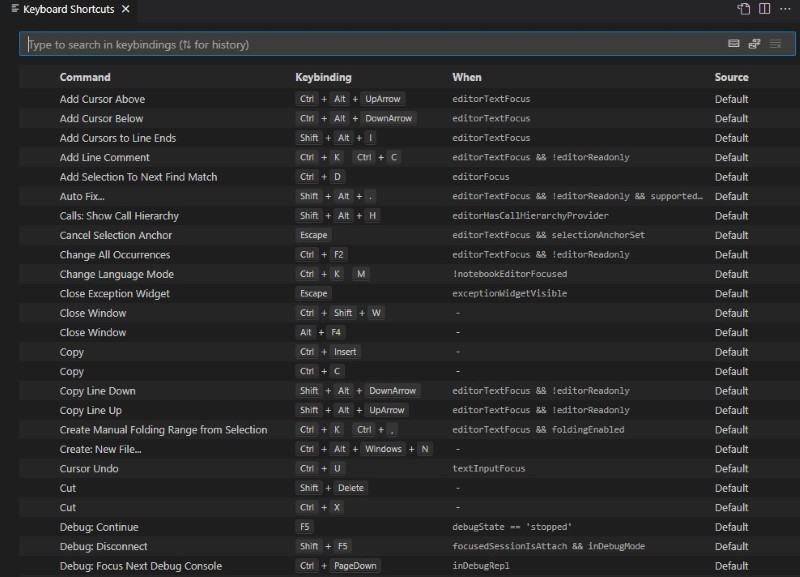 Keyboard Shortcuts
Type to search in keybindings (⇅ for history)
Command Keybinding When Source
Add Cursor Above Ctrl + Alt + UpArrow editorTextFocus Default
Add Cursor Below Ctrl + Alt + DownArrow editorTextFocus Default
Add Cursors to Line Ends Shift + Alt + I editorTextFocus Default
Add Line Comment Ctrl + K Ctrl + C editorTextFocus && !editorReadonly Default
Add Selection To Next Find Match Ctrl + D editorFocus Default
Auto Fix... Shift + Alt + . editorTextFocus && !editorReadonly && supported... Default
Calls: Show Call Hierarchy Shift + Alt + H editorHasCallHierarchyProvider Default
Cancel Selection Anchor Escape editorTextFocus && selectionAnchorSet Default
Change All Occurrences Ctrl + F2 editorTextFocus && !editorReadonly Default
Change Language Mode Ctrl + K M !notebookEditorFocused Default
Close Exception Widget Escape exceptionWidgetVisible Default
Close Window Ctrl + Shift + W - Default
Close Window Alt + F4 - Default
Copy Ctrl + Insert - Default
Copy Ctrl + C - Default
Copy Line Down Shift + Alt + DownArrow editorTextFocus && !editorReadonly Default
Copy Line Up Shift + Alt + UpArrow editorTextFocus && !editorReadonly Default
Create Manual Folding Range from Selection Ctrl + K Ctrl + , editorTextFocus && foldingEnabled Default
Create: New File... Ctrl + Alt + Windows + N - Default
Cursor Undo Ctrl + U textInputFocus Default
Cut Shift + Delete - Default
Cut Ctrl + X - Default
Debug: Continue F5 debugState == 'stopped' Default
Debug: Disconnect Shift + F5 focusedSessionIsAttach && inDebugMode Default
Debug: Focus Next Debug Console Ctrl + PageDown inDebugRepl Default